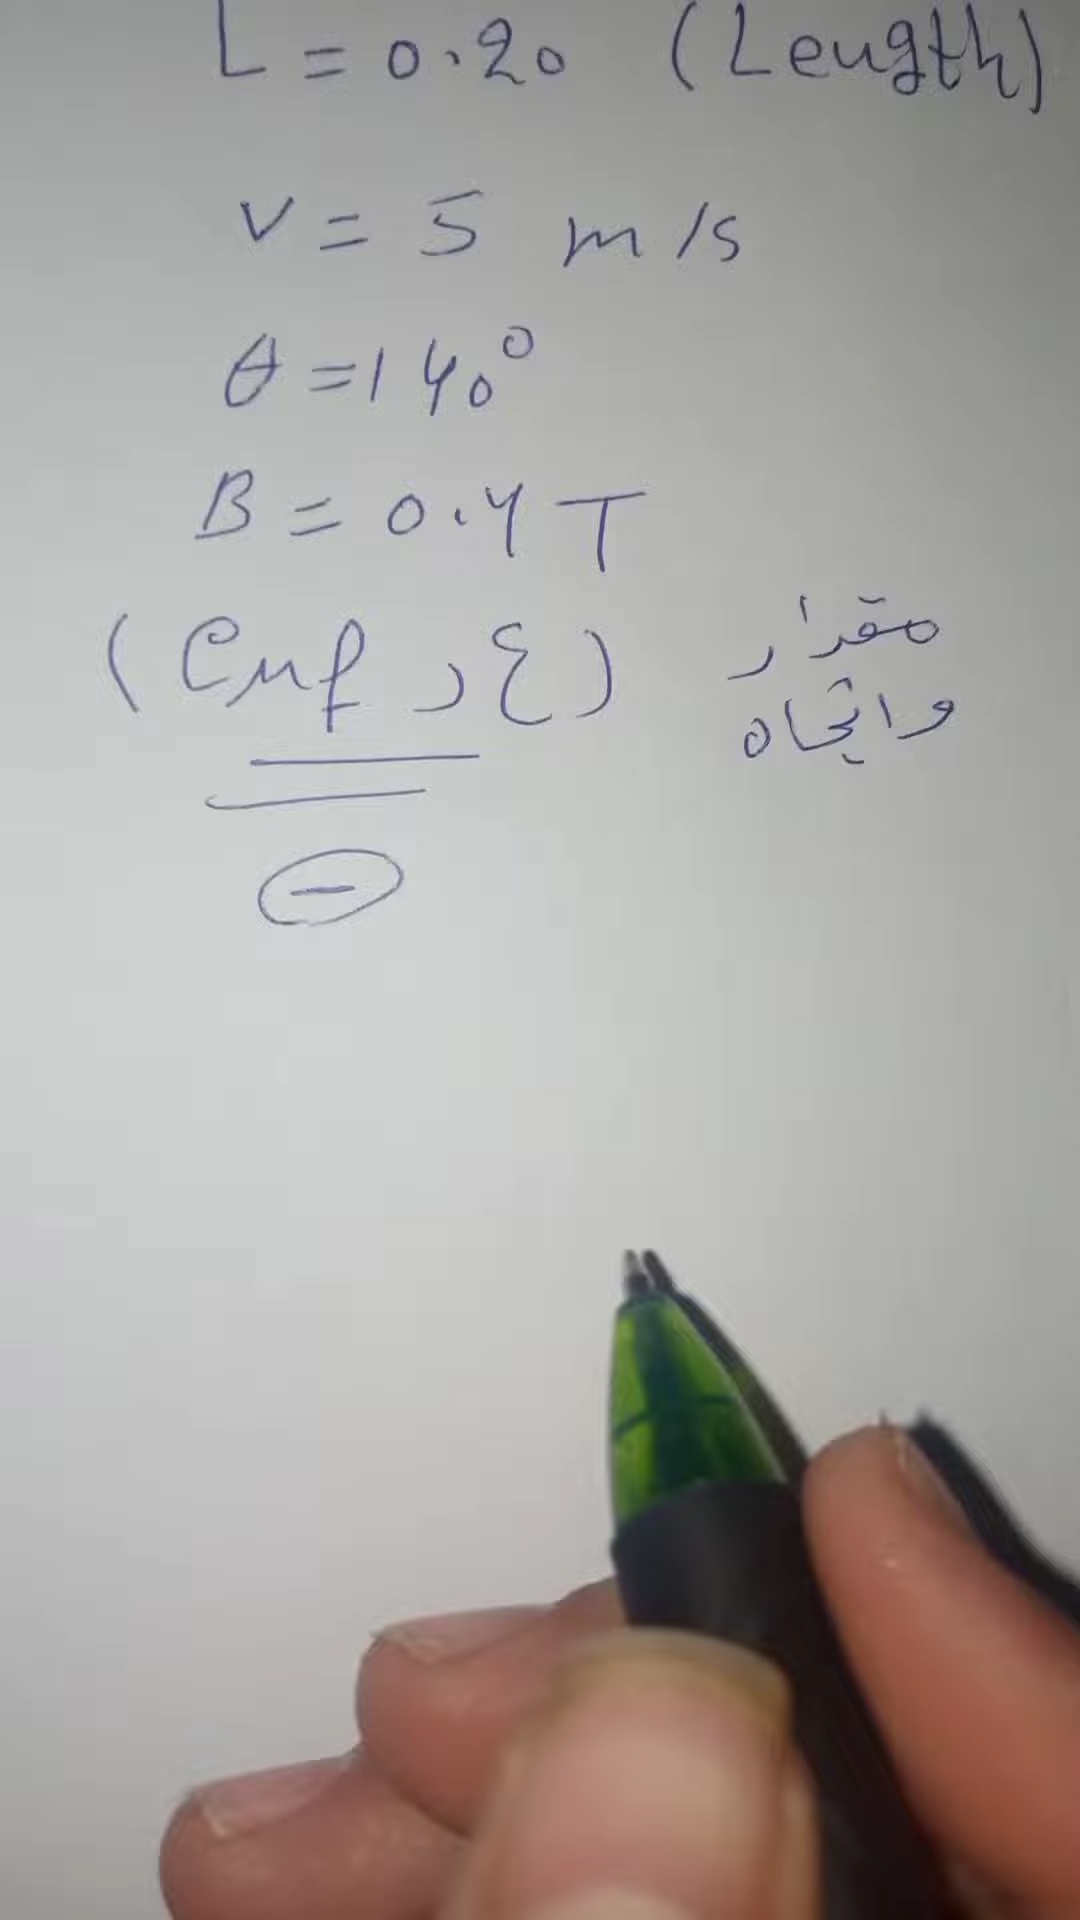 L = 0.20 (Length)
V = 5 m/s
θ = 140°
B = 0.4 T
(emf , ع) مقدار
واتجاه
−